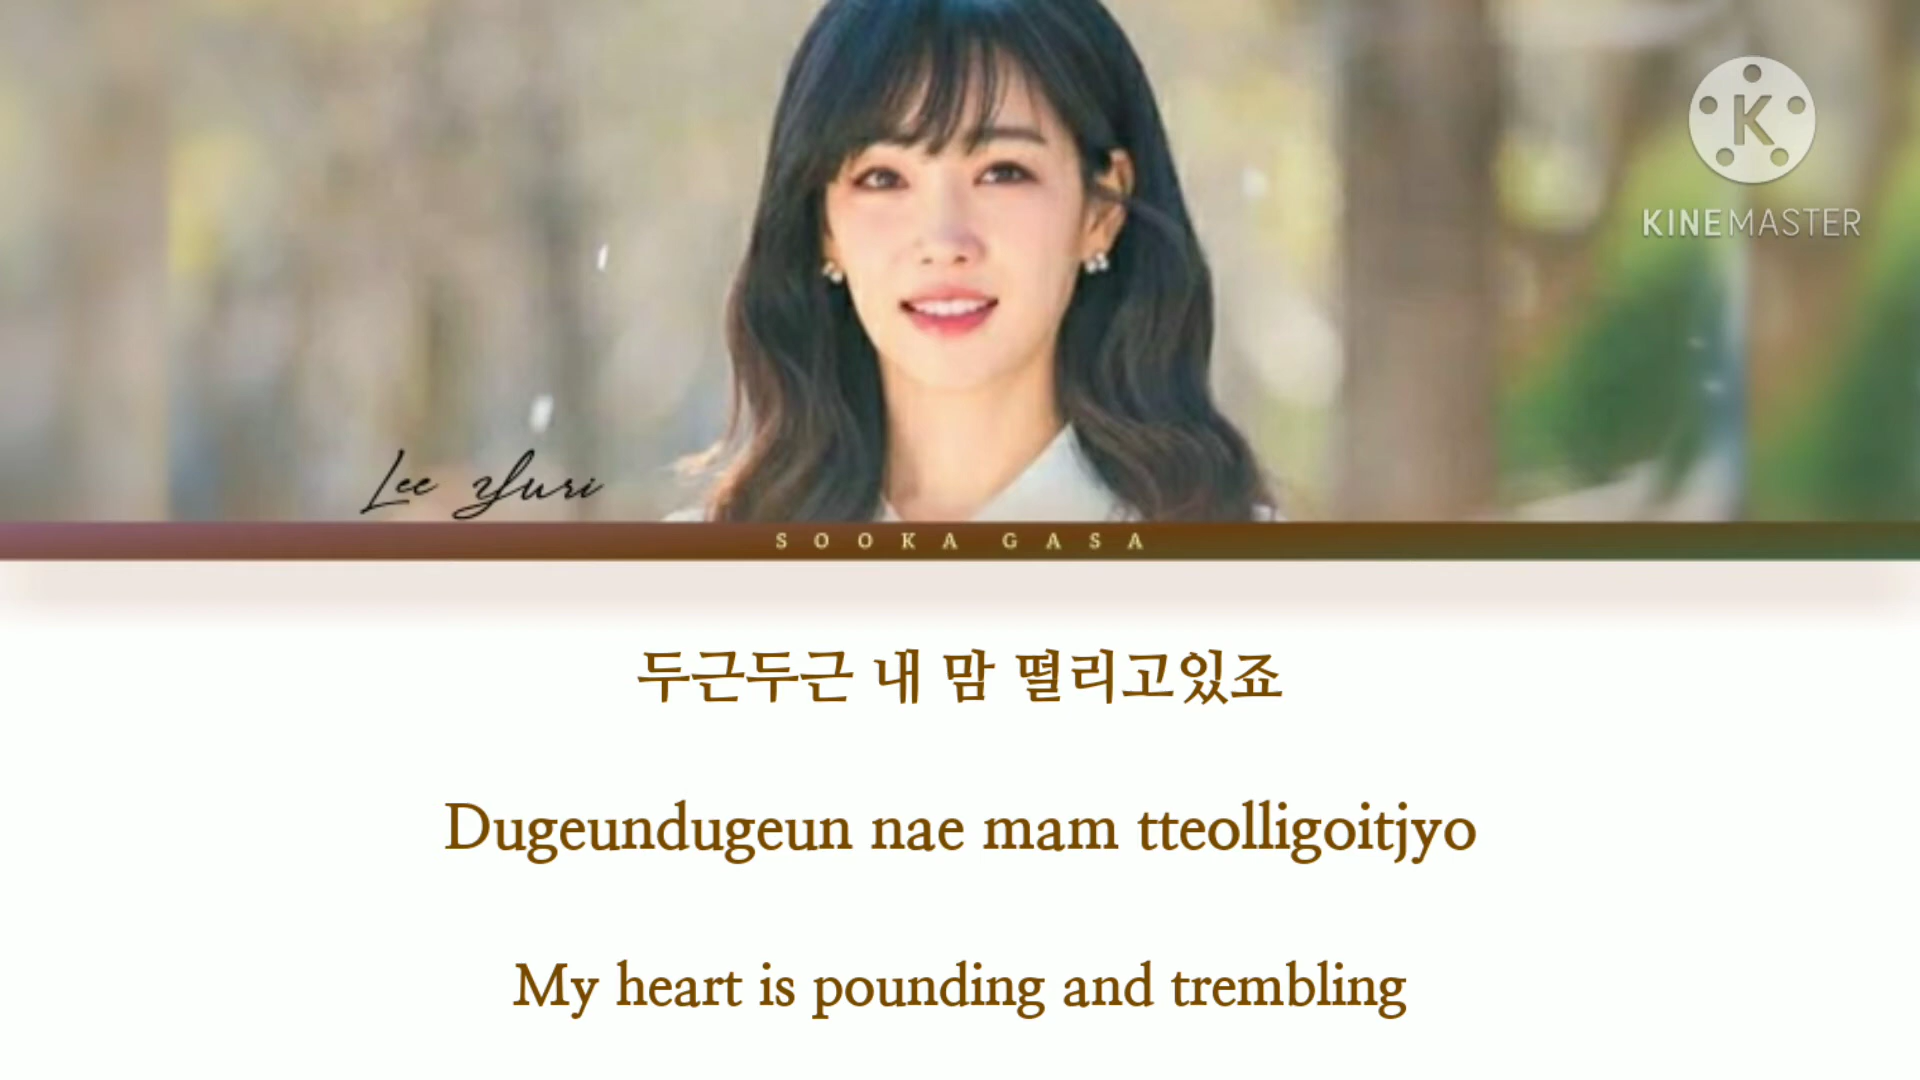 K
KINEMASTER
Lee Yuri
SOOKA GASA
두근두근 내 맘 떨리고있죠
Dugeundugeun nae mam tteolligoitjyo
My heart is pounding and trembling